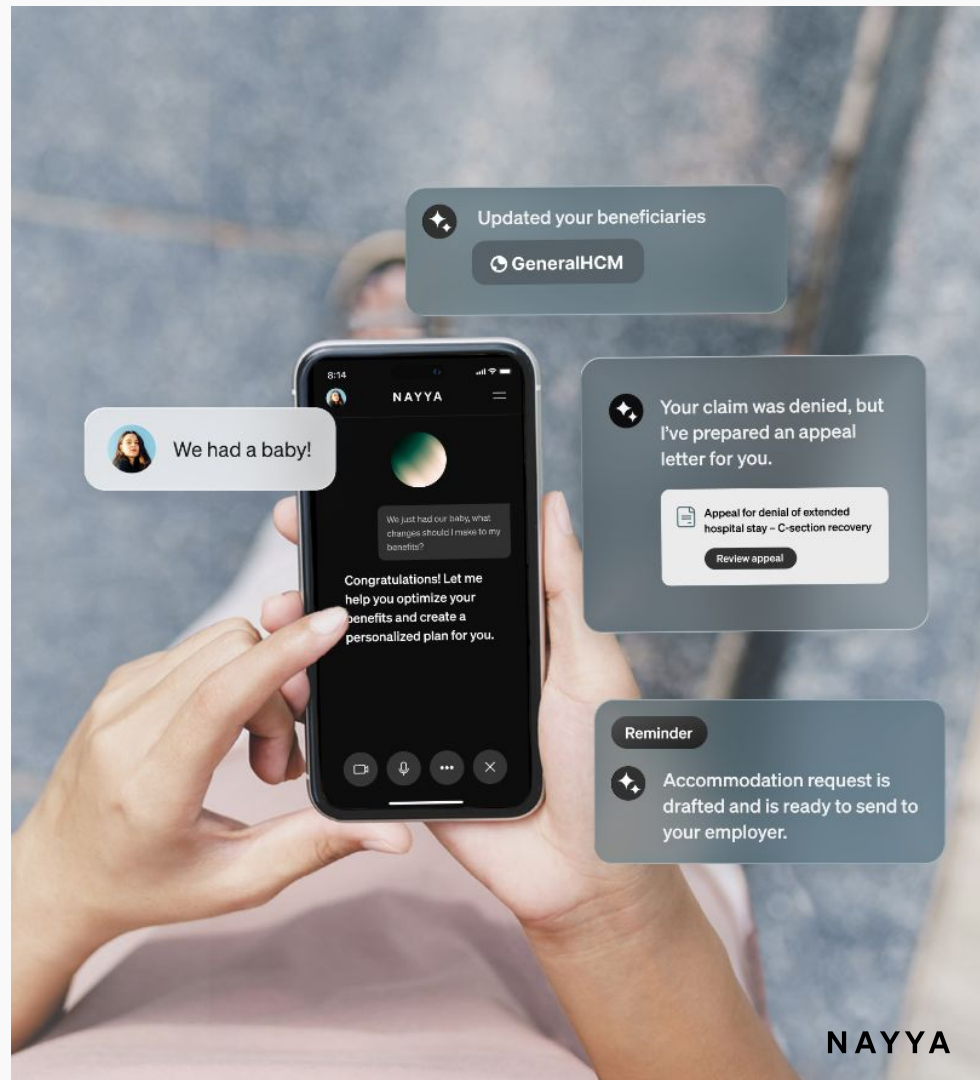 Updated your beneficiaries
GeneralHCM
8:14
NAYYA
We had a baby!
We just had our baby, what
changes should I make to my
benefits?
Congratulations! Let me
help you optimize your
benefits and create a
personalized plan for you.
Your claim was denied, but
I've prepared an appeal
letter for you.
Appeal for denial of extended
hospital stay – C-section recovery
Review appeal
Reminder
Accommodation request is
drafted and is ready to send to
your employer.
NAYYA